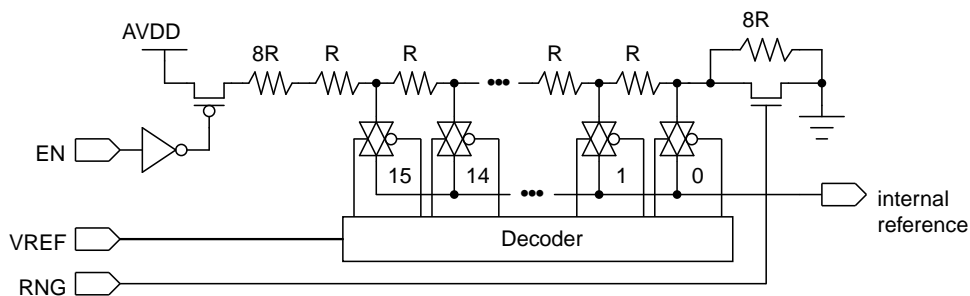 8R
AVDD
8R R R R R
••• 
EN
15 14 1 0
•••
internal
reference
VREF
Decoder
RNG